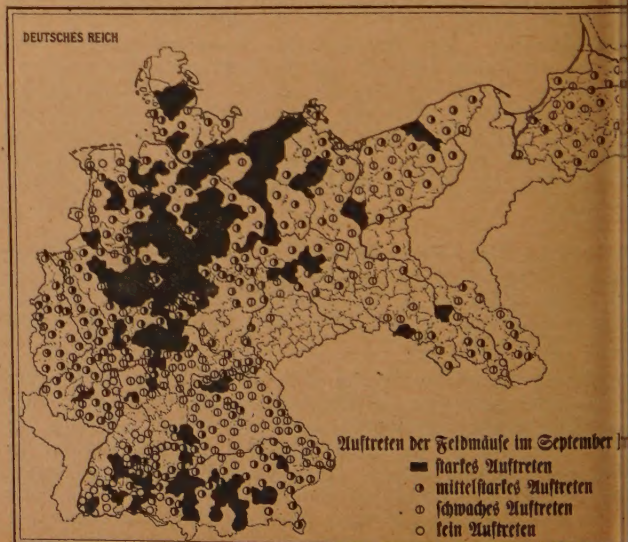 DEUTSCHES REICH
Auftreten der Feldmäuse im September
starkes Auftreten
mittelstarkes Auftreten
schwaches Auftreten
kein Auftreten